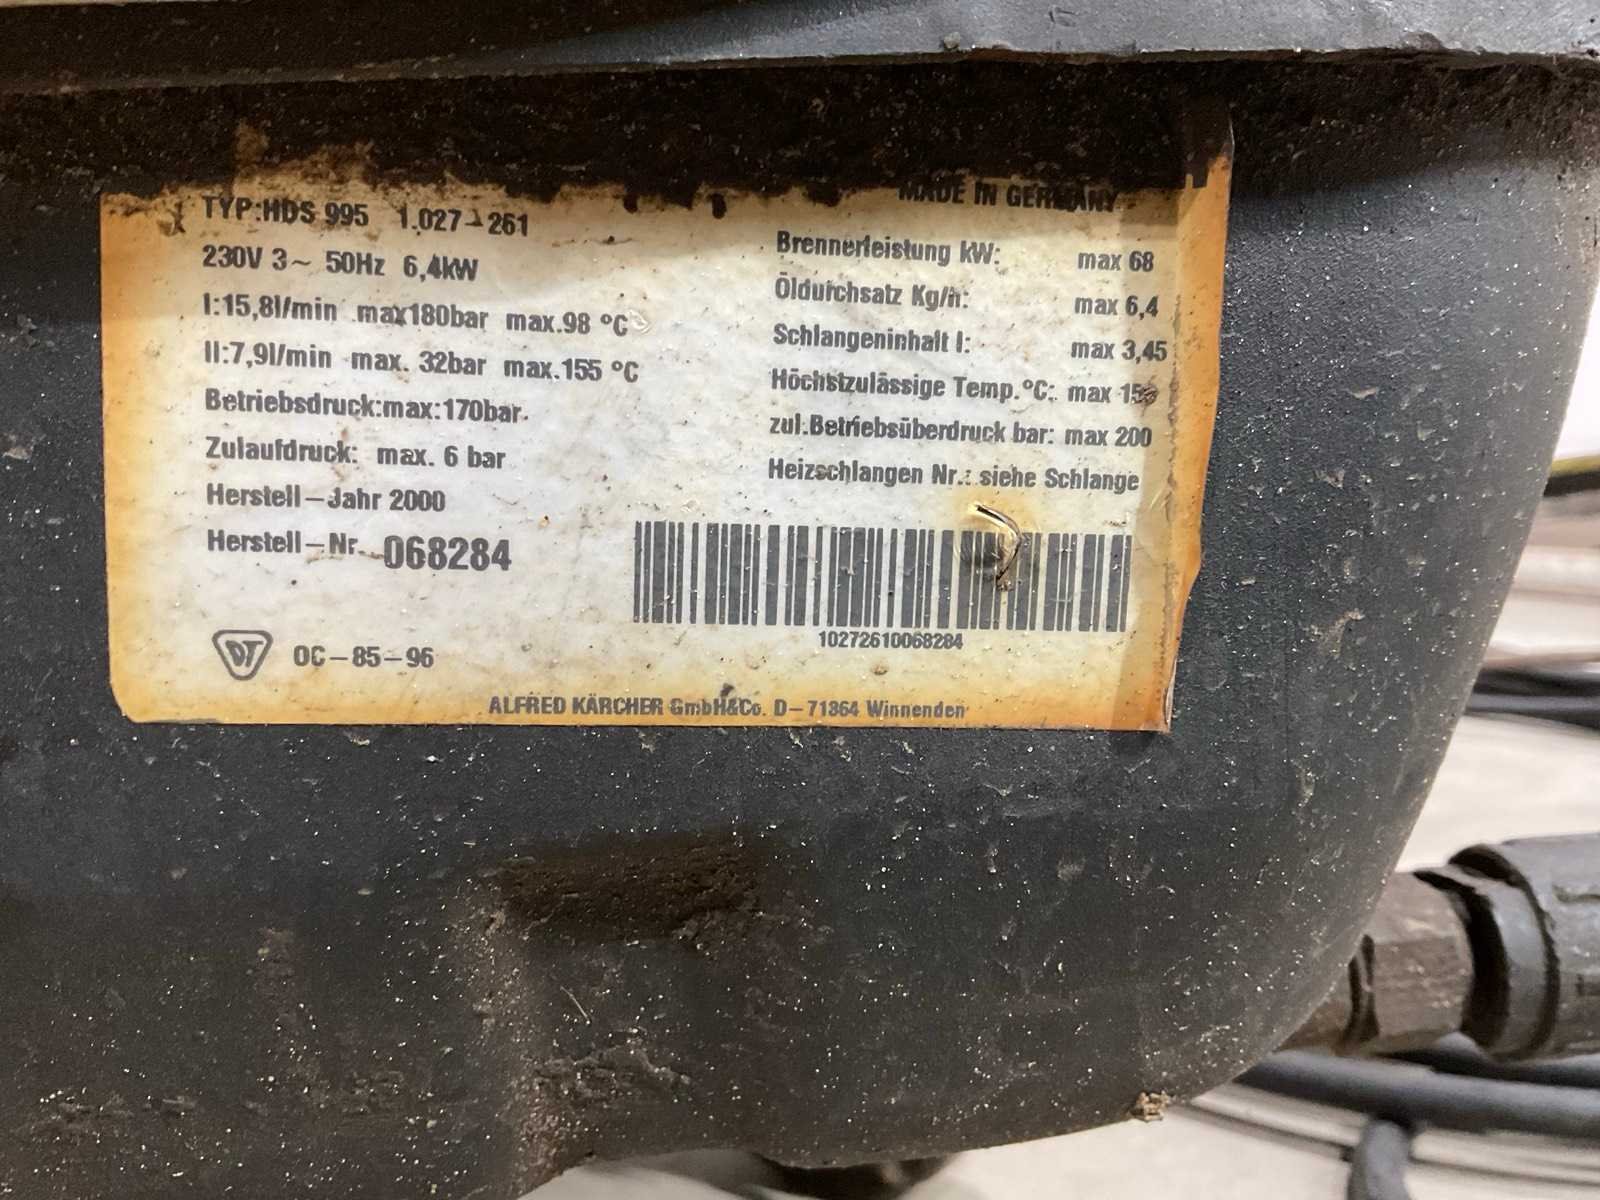 TYP:HDS 995 1.027-261
230V 3~ 50Hz 6,4kW
I:15,8l/min max180bar max.98 °C
II:7,9l/min max. 32bar max.155 °C
Betriebsdruck:max:170bar
Zulaufdruck: max. 6 bar
Herstell-Jahr 2000
Herstell-Nr. 068284
DT OC-85-96
MADE IN GERMANY
Brennerleistung kW: max 68
Öldurchsatz Kg/h: max 6,4
Schlangeninhalt l: max 3,45
Höchstzulässige Temp.°C: max
zul.Betriebsüberdruck bar: max 200
Heizschlangen Nr.: siehe Schlange
10272610068284
ALFRED KÄRCHER GmbH&Co. D-71364 Winnenden